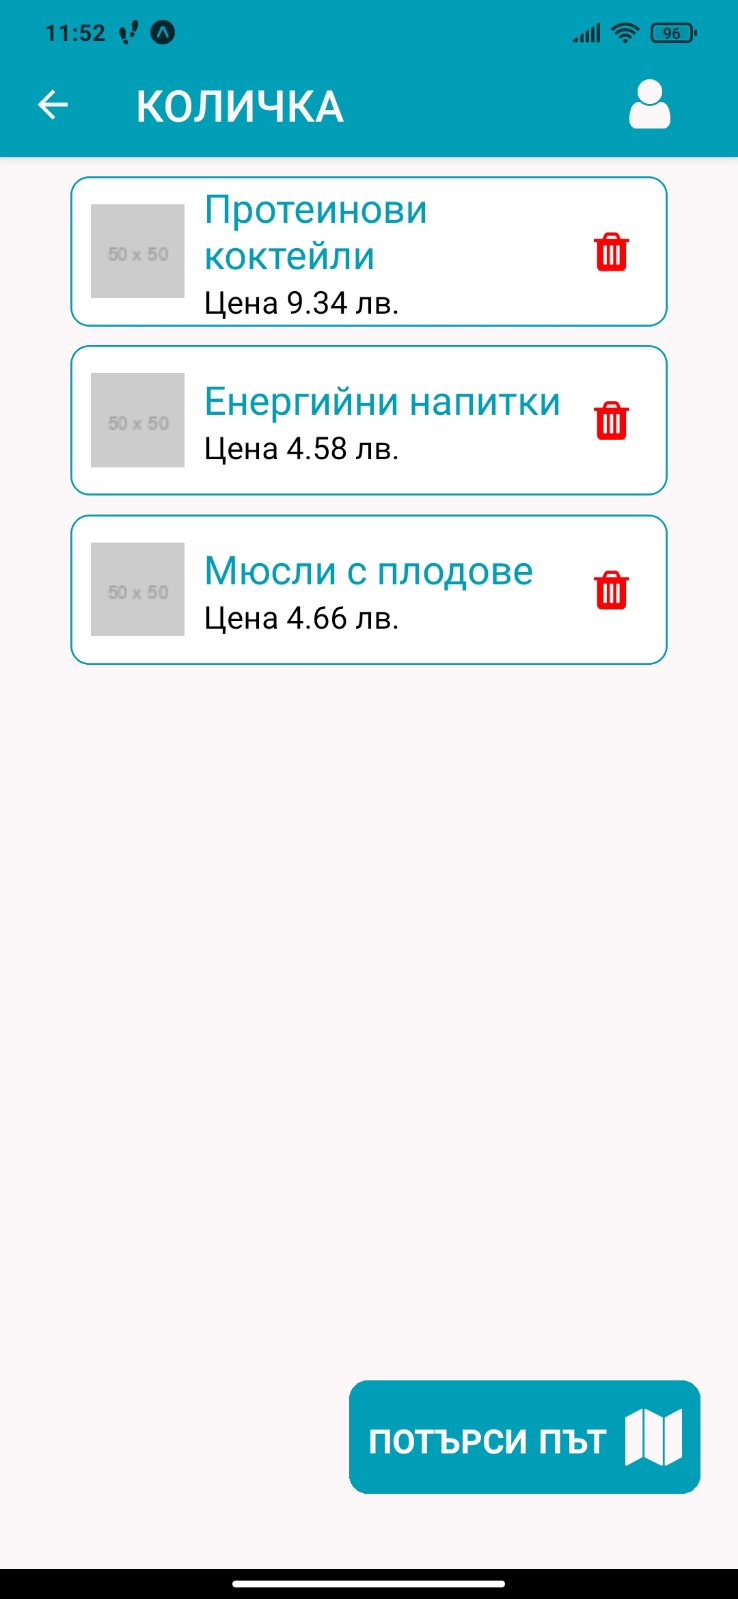 11:52
96
КОЛИЧКА
50 x 50
Протеинови
коктейли
Цена 9.34 лв.
50 x 50
Енергийни напитки
Цена 4.58 лв.
50 x 50
Мюсли с плодове
Цена 4.66 лв.
ПОТЪРСИ ПЪТ